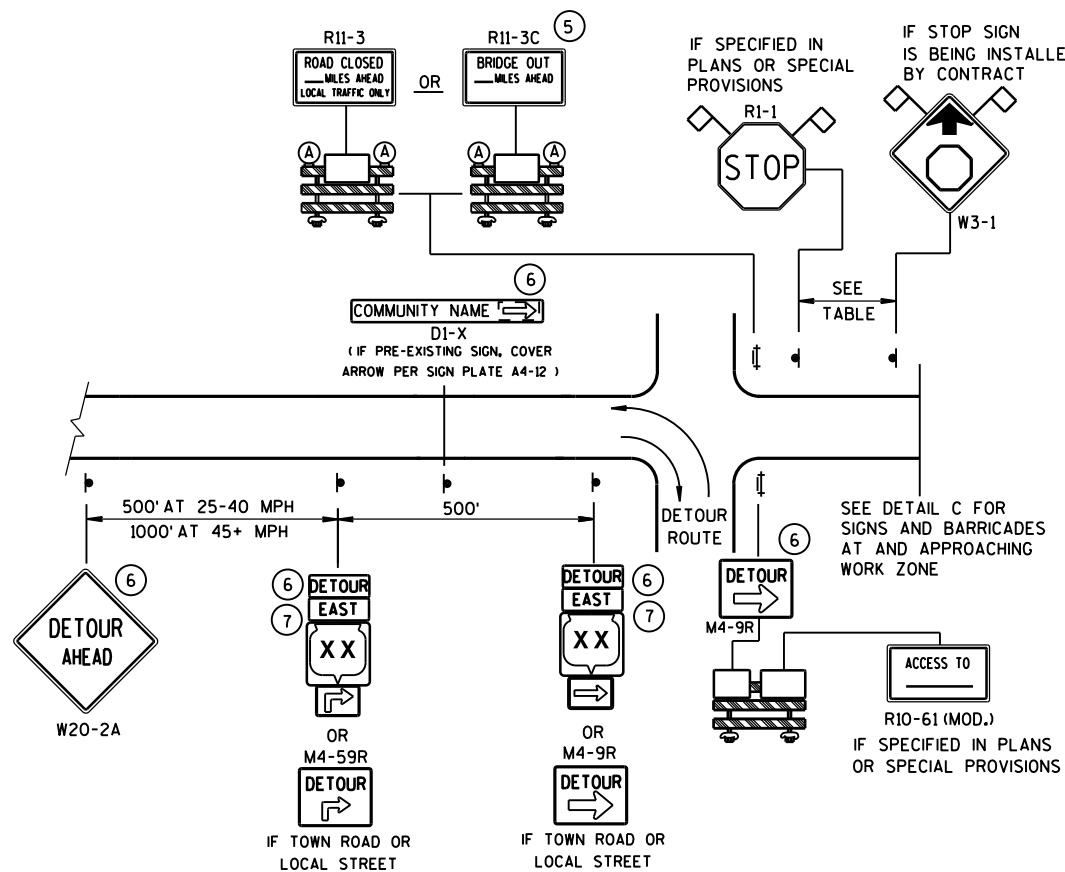 R11-3
ROAD CLOSED
___MILES AHEAD
LOCAL TRAFFIC ONLY
OR
R11-3C
5
BRIDGE OUT
___MILES AHEAD
A
A
A
A
IF SPECIFIED IN
PLANS OR SPECIAL
PROVISIONS
R1-1
STOP
IF STOP SIGN
IS BEING INSTALLE
BY CONTRACT
W3-1
SEE
TABLE
6
COMMUNITY NAME
D1-X
(IF PRE-EXISTING SIGN, COVER
ARROW PER SIGN PLATE A4-12)
500' AT 25-40 MPH
1000' AT 45+ MPH
500'
DETOUR
ROUTE
SEE DETAIL C FOR
SIGNS AND BARRICADES
AT AND APPROACHING
WORK ZONE
6
DETOUR
AHEAD
W20-2A
6
DETOUR
7
EAST
XX
OR
M4-59R
DETOUR
IF TOWN ROAD OR
LOCAL STREET
DETOUR
6
EAST
7
XX
OR
M4-9R
DETOUR
IF TOWN ROAD OR
LOCAL STREET
6
DETOUR
M4-9R
ACCESS TO
R10-61 (MOD.)
IF SPECIFIED IN PLANS
OR SPECIAL PROVISIONS